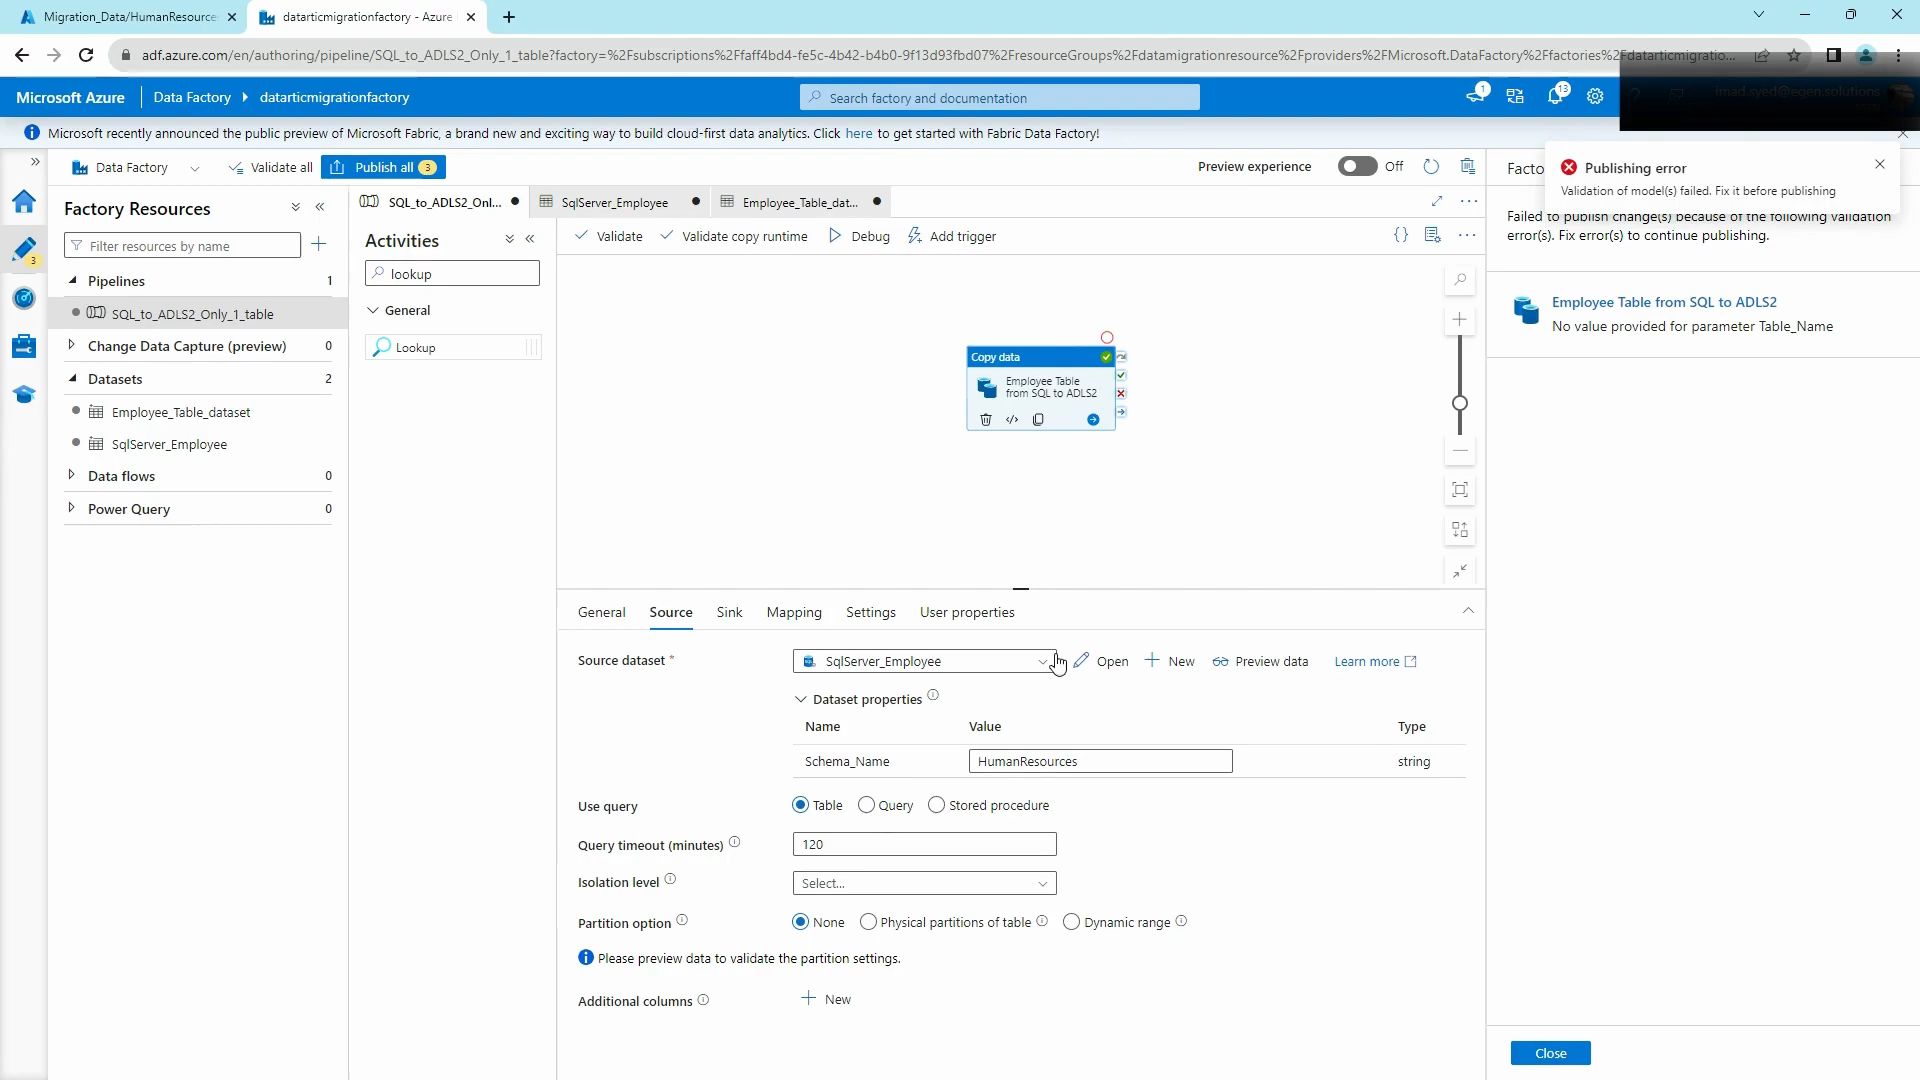 Migration_Data/HumanResource
datarticmigrationfactory - Azure
adf.azure.com/en/authoring/pipeline/SQL_to_ADLS2_Only_1_table?factory=%2Fsubscriptions%2Ffaff4bd4-fe5c-4b42-b4b0-9f13d93fbd07%2FresourceGroups%2Fdatamigrationresource%2Fproviders%2FMicrosoft.DataFactory%2Ffactories%2Fdatarticmigratio...
Microsoft Azure
Data Factory
datarticmigrationfactory
Search factory and documentation
1
13
imad.syed@egen.solutions
Microsoft recently announced the public preview of Microsoft Fabric, a brand new and exciting way to build cloud-first data analytics. Click here to get started with Fabric Data Factory!
Data Factory
Validate all
Publish all 3
Preview experience
Off
Facto
Publishing error
Validation of model(s) failed. Fix it before publishing
Failed to publish change(s) because of the following validation
error(s). Fix error(s) to continue publishing.
Employee Table from SQL to ADLS2
No value provided for parameter Table_Name
Close
3
Factory Resources
Filter resources by name
Pipelines 1
SQL_to_ADLS2_Only_1_table
Change Data Capture (preview) 0
Datasets 2
Employee_Table_dataset
SqlServer_Employee
Data flows 0
Power Query 0
SQL_to_ADLS2_Onl...
SqlServer_Employee
Employee_Table_dat...
Activities
lookup
General
Lookup
Validate
Validate copy runtime
Debug
Add trigger
{}
Copy data
Employee Table
from SQL to ADLS2
General
Source
Sink
Mapping
Settings
User properties
Source dataset *
SqlServer_Employee
Open
New
Preview data
Learn more
Dataset properties
Name
Value
Type
Schema_Name
HumanResources
string
Use query
Table
Query
Stored procedure
Query timeout (minutes)
120
Isolation level
Select...
Partition option
None
Physical partitions of table
Dynamic range
Please preview data to validate the partition settings.
Additional columns
New